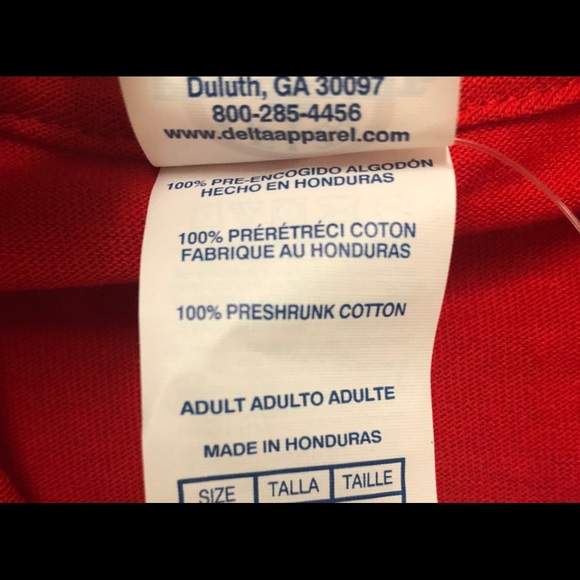 Duluth, GA 30097
800-285-4456
www.deltaapparel.com
100% PRE-ENCOGIDO ALGODÓN
HECHO EN HONDURAS
100% PRÉRÉTRÉCI COTON
FABRIQUE AU HONDURAS
100% PRESHRUNK COTTON
ADULT ADULTO ADULTE
MADE IN HONDURAS
SIZE TALLA TAILLE